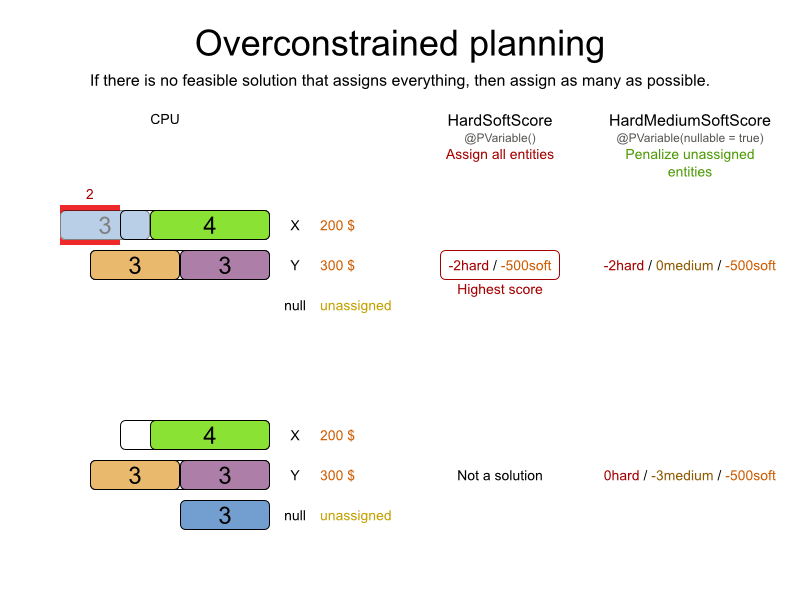 Overconstrained planning
If there is no feasible solution that assigns everything, then assign as many as possible.
CPU
HardSoftScore
HardMediumSoftScore
@PVariable()
@PVariable(nullable = true)
Assign all entities
Penalize unassigned
entities
2
3 4 X 200 $
3 3 Y 300 $ -2hard / -500soft -2hard / 0medium / -500soft
Highest score
null unassigned
4 X 200 $
3 3 Y 300 $ Not a solution 0hard / -3medium / -500soft
3 null unassigned